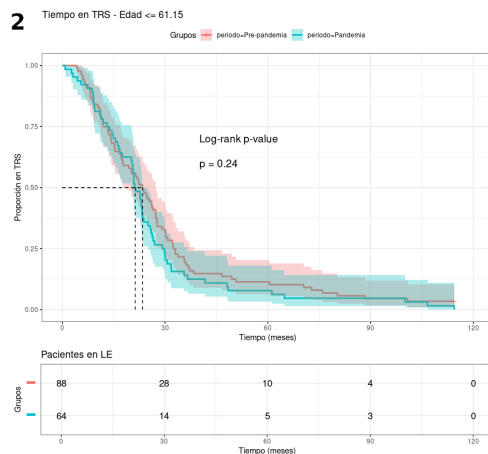 2
Tiempo en TRS - Edad <= 61.15
Grupos periodo=Pre-pandemia periodo=Pandemia
Proporción en TRS
1.00
0.75
0.50
0.25
0.00
Log-rank p-value
p = 0.24
0 30 60 90 120
Tiempo (meses)
Pacientes en LE
Grupos
88 28 10 4 0
64 14 5 3 0
0 30 60 90 120
Tiempo (meses)